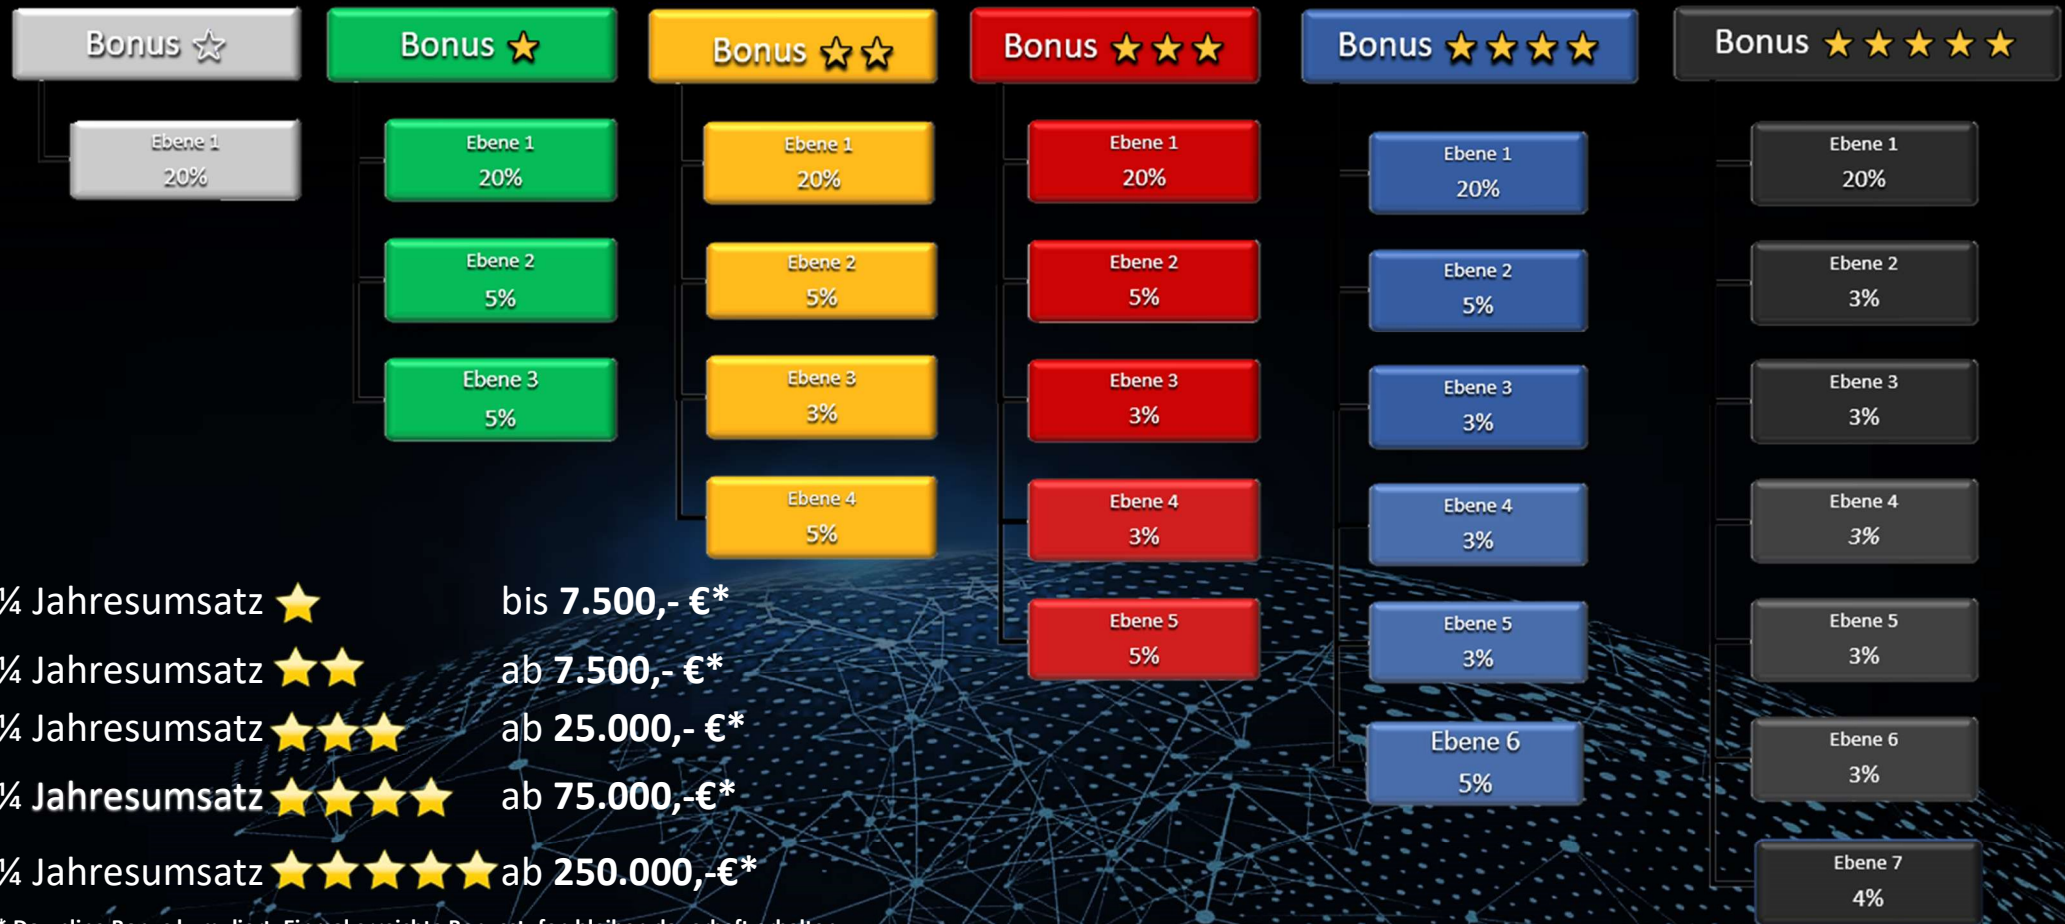 Bonus ☆
Ebene 1
20%
Bonus ★
Ebene 1
20%
Ebene 2
5%
Ebene 3
5%
Bonus ★★
Ebene 1
20%
Ebene 2
5%
Ebene 3
3%
Ebene 4
5%
Bonus ★★★
Ebene 1
20%
Ebene 2
5%
Ebene 3
3%
Ebene 4
3%
Ebene 5
5%
Bonus ★★★★
Ebene 1
20%
Ebene 2
5%
Ebene 3
3%
Ebene 4
3%
Ebene 5
3%
Ebene 6
5%
Bonus ★★★★★
Ebene 1
20%
Ebene 2
3%
Ebene 3
3%
Ebene 4
3%
Ebene 5
3%
Ebene 6
3%
Ebene 7
4%
¼ Jahresumsatz ★ bis 7.500,- €*
¼ Jahresumsatz ★★ ab 7.500,- €*
¼ Jahresumsatz ★★★ ab 25.000,- €*
¼ Jahresumsatz ★★★★ ab 75.000,-€*
¼ Jahresumsatz ★★★★★ ab 250.000,-€*